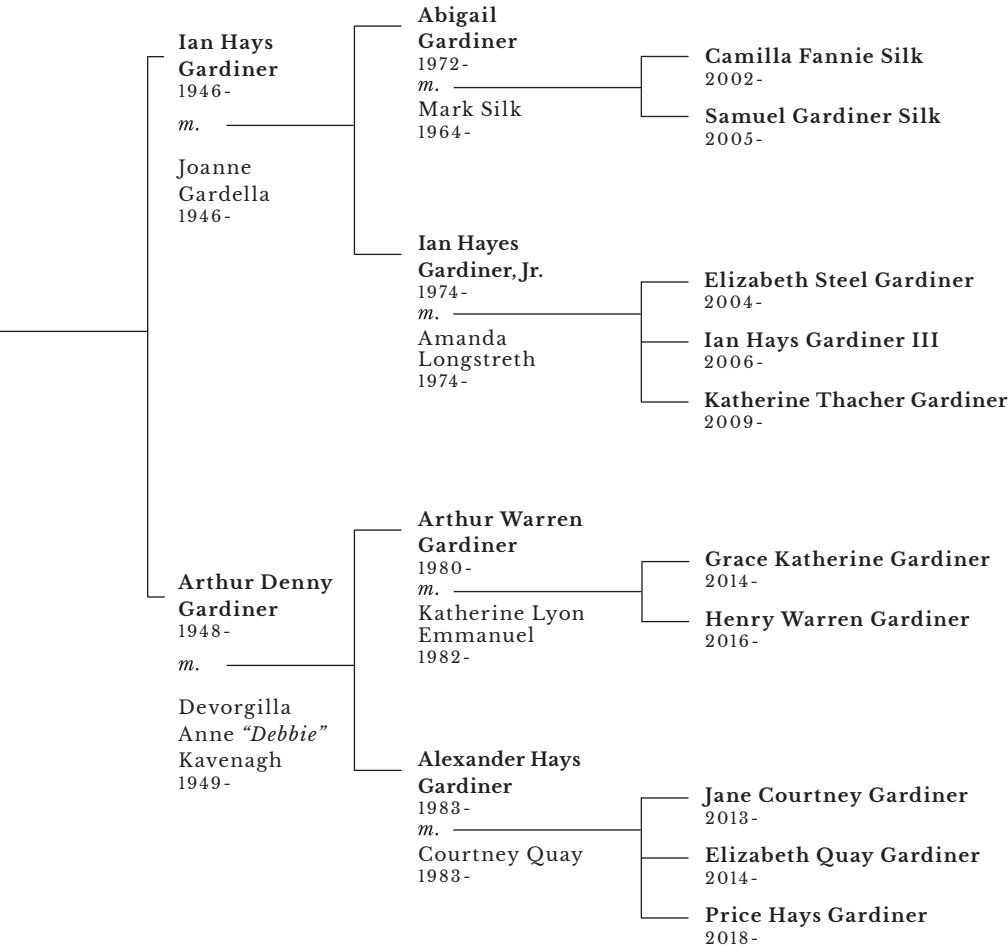 Ian Hays
Gardiner
1946-
m.
Joanne
Gardella
1946-
Arthur Denny
Gardiner
1948-
m.
Devorgilla
Anne “Debbie”
Kavenagh
1949-
Abigail
Gardiner
1972-
m.
Mark Silk
1964-
Ian Hayes
Gardiner, Jr.
1974-
m.
Amanda
Longstreth
1974-
Arthur Warren
Gardiner
1980-
m.
Katherine Lyon
Emmanuel
1982-
Alexander Hays
Gardiner
1983-
m.
Courtney Quay
1983-
Camilla Fannie Silk
2002-
Samuel Gardiner Silk
2005-
Elizabeth Steel Gardiner
2004-
Ian Hays Gardiner III
2006-
Katherine Thacher Gardiner
2009-
Grace Katherine Gardiner
2014-
Henry Warren Gardiner
2016-
Jane Courtney Gardiner
2013-
Elizabeth Quay Gardiner
2014-
Price Hays Gardiner
2018-